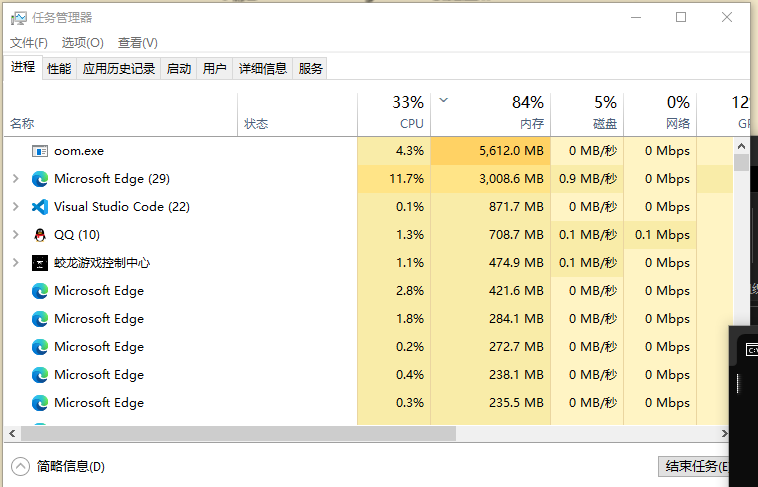 任务管理器
文件(F) 选项(O) 查看(V)
进程 性能 应用历史记录 启动 用户 详细信息 服务
33% 84% 5% 0% 12%
名称 状态 CPU 内存 磁盘 网络
oom.exe 4.3% 5,612.0 MB 0 MB/秒 0 Mbps
Microsoft Edge (29) 11.7% 3,008.6 MB 0.9 MB/秒 0 Mbps
Visual Studio Code (22) 0.1% 871.7 MB 0 MB/秒 0 Mbps
QQ (10) 1.3% 708.7 MB 0.1 MB/秒 0.1 Mbps
蛟龙游戏控制中心 1.1% 474.9 MB 0.1 MB/秒 0 Mbps
Microsoft Edge 2.8% 421.6 MB 0 MB/秒 0 Mbps
Microsoft Edge 1.8% 284.1 MB 0 MB/秒 0 Mbps
Microsoft Edge 0.2% 272.7 MB 0 MB/秒 0 Mbps
Microsoft Edge 0.4% 238.1 MB 0 MB/秒 0 Mbps
Microsoft Edge 0.3% 235.5 MB 0 MB/秒 0 Mbps
简略信息(D) 结束任务(E)